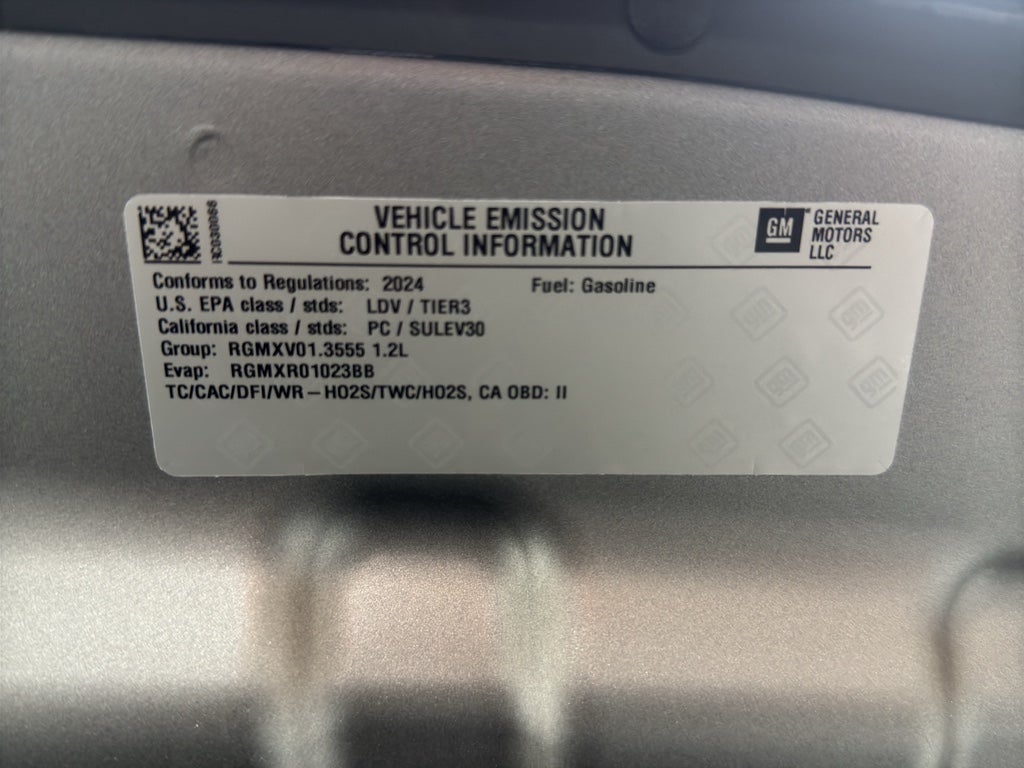 VEHICLE EMISSION
CONTROL INFORMATION
GM
GENERAL
MOTORS
LLC
Conforms to Regulations: 2024 Fuel: Gasoline
U.S. EPA class / stds: LDV / TIER3
California class / stds: PC / SULEV30
Group: RGMXV01.3555 1.2L
Evap: RGMXR01023BB
TC/CAC/DFI/WR – HO2S/TWC/HO2S, CA OBD: II